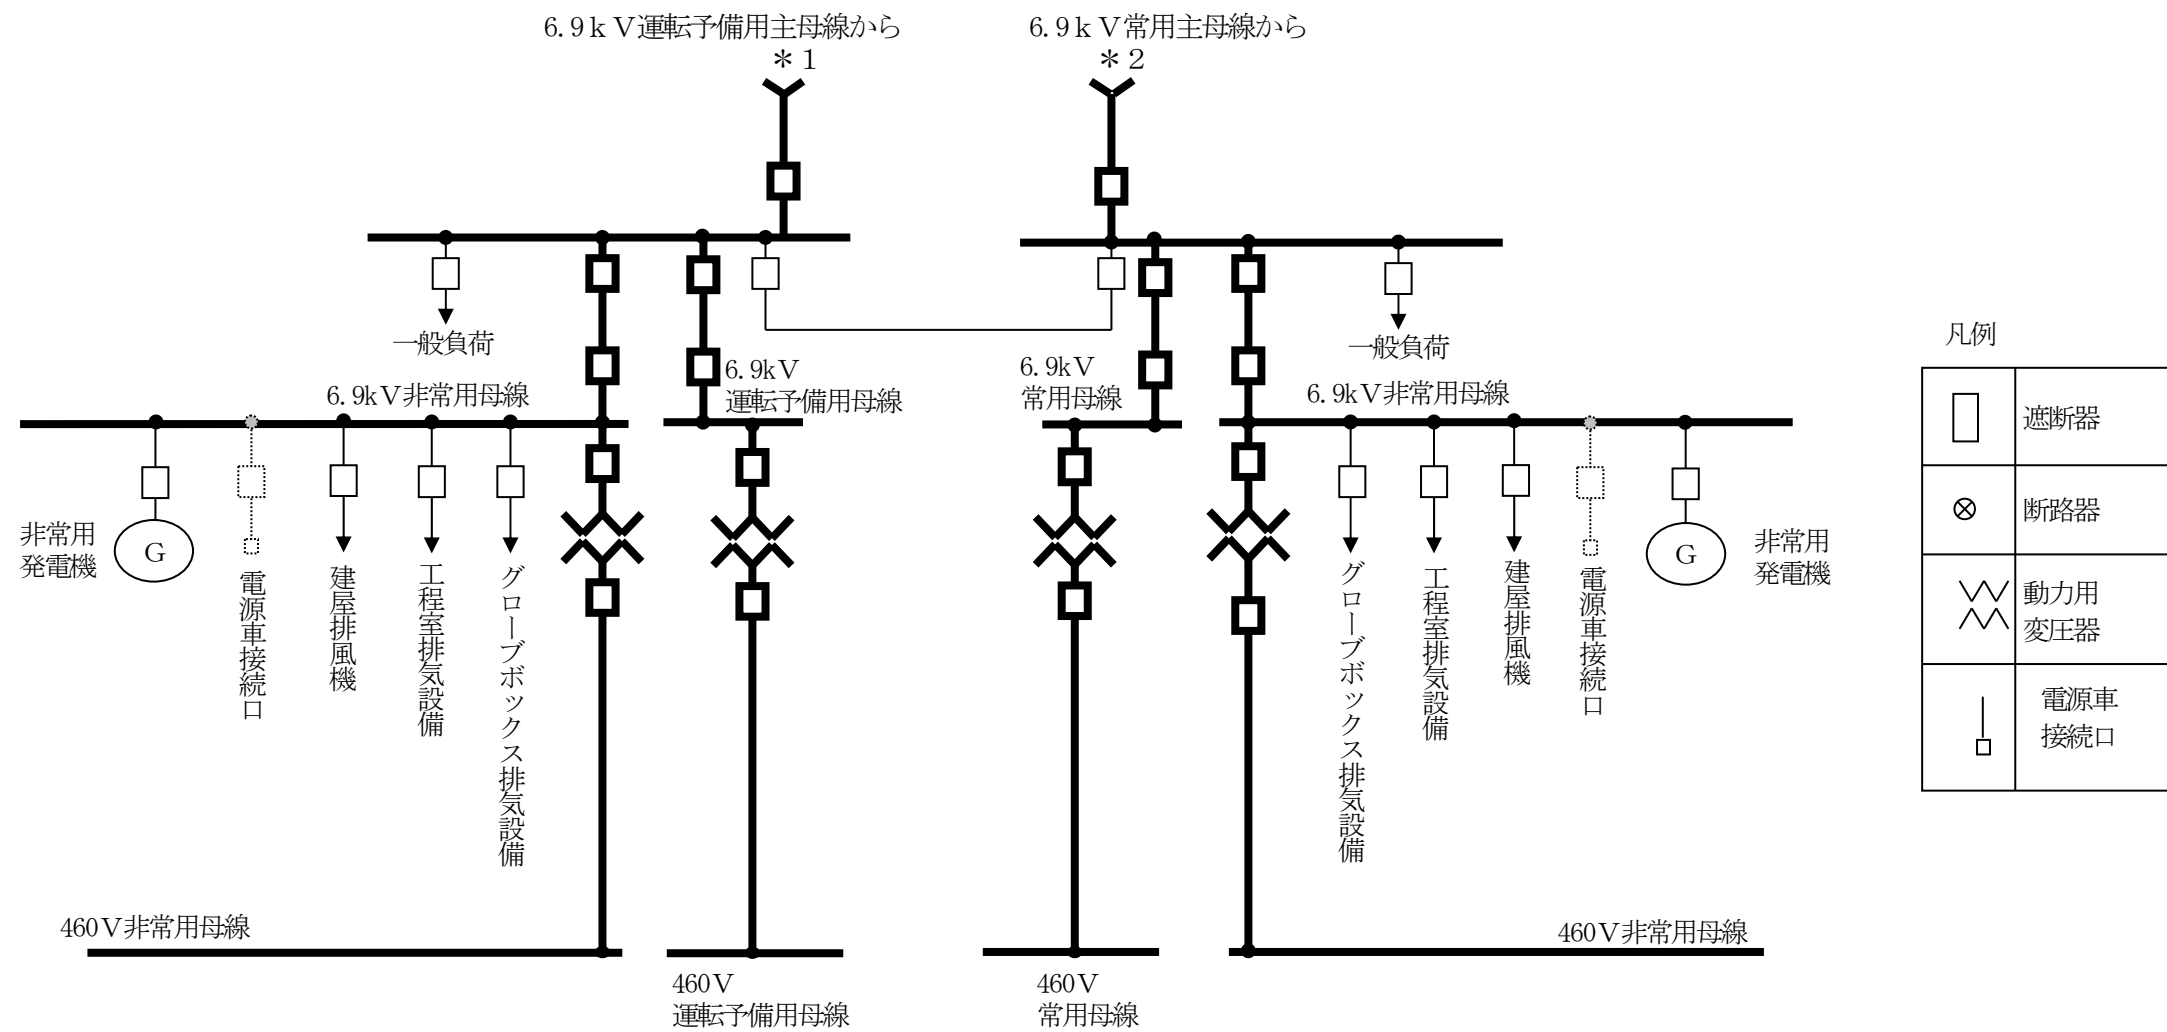 6.9ｋＶ運転予備用主母線から
＊１
6.9ｋＶ常用主母線から
＊２
一般負荷
一般負荷
6.9kＶ
運転予備用母線
6.9kＶ
常用母線
6.9kＶ非常用母線
6.9kＶ非常用母線
非常用
発電機
Ｇ
電源車接続口
建屋排風機
工程室排気設備
グローブボックス排気設備
グローブボックス排気設備
工程室排気設備
建屋排風機
電源車接続口
Ｇ
非常用
発電機
460Ｖ非常用母線
460Ｖ
運転予備用母線
460Ｖ
常用母線
460Ｖ非常用母線
凡例
遮断器
断路器
動力用
変圧器
電源車
接続口